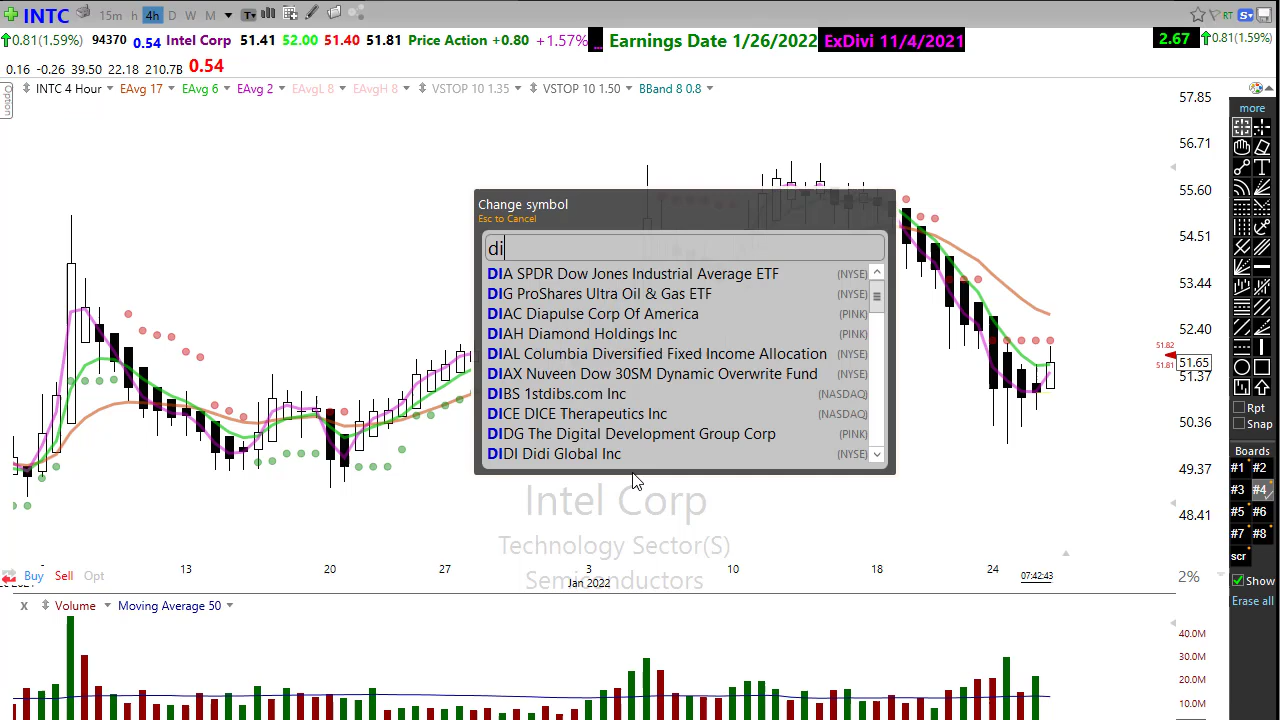 INTC 15m h 4h D W M T
0.81(1.59%) 94370 0.54 Intel Corp 51.41 52.00 51.40 51.81 Price Action +0.80 +1.57% ... Earnings Date 1/26/2022 ExDivi 11/4/2021 2.67 0.81(1.59%)
RT S
0.16 -0.26 39.50 22.18 210.7B 0.54
INTC 4 Hour EAvg 17 EAvg 6 EAvg 2 EAvgL 8 EAvgH 8 VSTOP 10 1.35 VSTOP 10 1.50 BBand 8 0.8
Option
57.85
56.71
55.60
54.51
53.44
52.40
51.82
51.65
51.81
51.37
50.36
49.37
48.41
2%
Change symbol
Esc to Cancel
di
DIA SPDR Dow Jones Industrial Average ETF (NYSE)
DIG ProShares Ultra Oil & Gas ETF (NYSE)
DIAC Diapulse Corp Of America (PINK)
DIAH Diamond Holdings Inc (PINK)
DIAL Columbia Diversified Fixed Income Allocation (NYSE)
DIAX Nuveen Dow 30SM Dynamic Overwrite Fund (NYSE)
DIBS 1stdibs.com Inc (NASDAQ)
DICE DICE Therapeutics Inc (NASDAQ)
DIDG The Digital Development Group Corp (PINK)
DIDI Didi Global Inc (NYSE)
Intel Corp
Technology Sector(S)
Semiconductors
13 20 27 3 10 18 24
Jan 2022
07:42:43
Buy Sell Opt
X Volume Moving Average 50
40.0M
30.0M
20.0M
10.0M
more
Rpt
Snap
Boards
#1 #2
#3 #4
#5 #6
#7 #8
scr
Show
Erase all